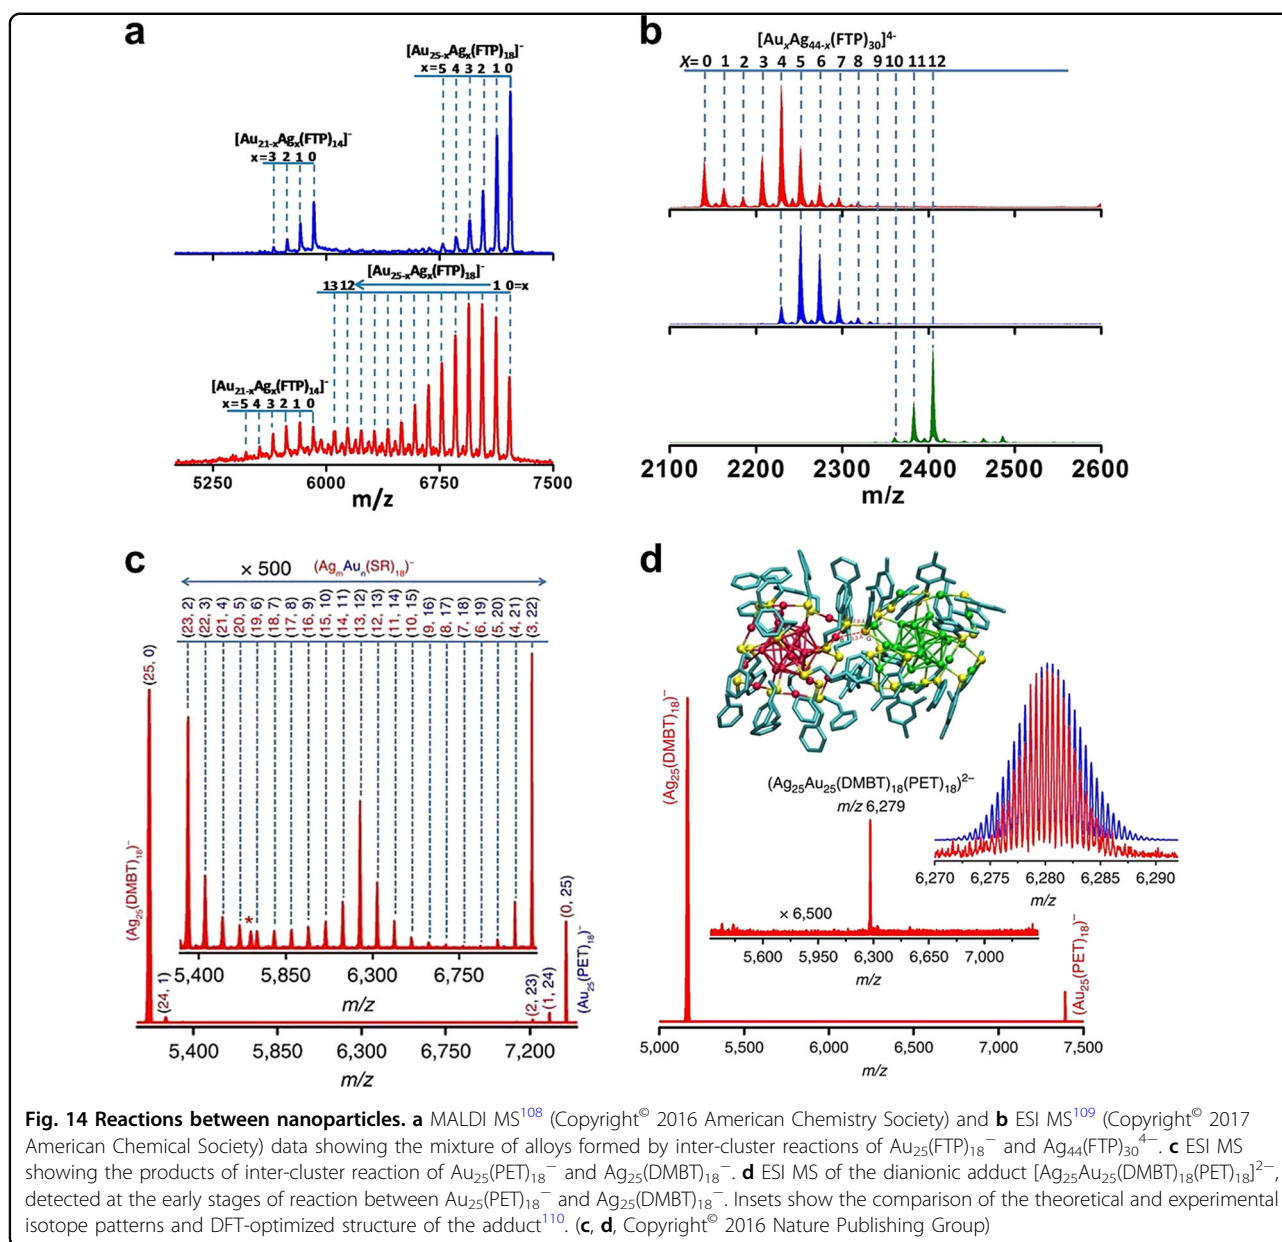 a
[Au25-xAgx(FTP)18]-
x=5 4 3 2 1 0
[Au21-xAgx(FTP)14]-
x=3 2 1 0
[Au25-xAgx(FTP)18]-
13 12 1 0=x
[Au21-xAgx(FTP)14]-
x=5 4 3 2 1 0
5250 6000 6750 7500
m/z
b
[AuxAg44-x(FTP)30]4-
X= 0 1 2 3 4 5 6 7 8 9 10 11 12
2100 2200 2300 2400 2500 2600
2100 2200 2300 2400 2500 2600
m/z
c
× 500 (AgmAun(SR)18)-
(23, 2) (22, 3) (21, 4) (20, 5) (19, 6) (18, 7) (17, 8) (16, 9) (15, 10) (14, 11) (13, 12) (12, 13) (11, 14) (10, 15) (9, 16) (8, 17) (7, 18) (6, 19) (5, 20) (4, 21) (3, 22)
(25, 0)
(Ag25(DMBT)18)-
*
(24, 1)
5,400 5,850 6,300 6,750
m/z
(2, 23)
(1, 24)
(0, 25)
(Au25(PET)18)-
5,400 5,850 6,300 6,750 7,200
m/z
d
(Ag25(DMBT)18)-
(Ag25Au25(DMBT)18(PET)18)2−
m/z 6,279
6,270 6,275 6,280 6,285 6,290
m/z
× 6,500
5,600 5,950 6,300 6,650 7,000
m/z
(Au25(PET)18)-
5,000 5,500 6,000 6,500 7,000 7,500
m/z
Fig. 14 Reactions between nanoparticles. a MALDI MS108 (Copyright© 2016 American Chemistry Society) and b ESI MS109 (Copyright© 2017
American Chemical Society) data showing the mixture of alloys formed by inter-cluster reactions of Au25(FTP)18− and Ag44(FTP)304−. c ESI MS
showing the products of inter-cluster reaction of Au25(PET)18− and Ag25(DMBT)18−. d ESI MS of the dianionic adduct [Ag25Au25(DMBT)18(PET)18]2−,
detected at the early stages of reaction between Au25(PET)18− and Ag25(DMBT)18−. Insets show the comparison of the theoretical and experimental
isotope patterns and DFT-optimized structure of the adduct110. (c, d, Copyright© 2016 Nature Publishing Group)